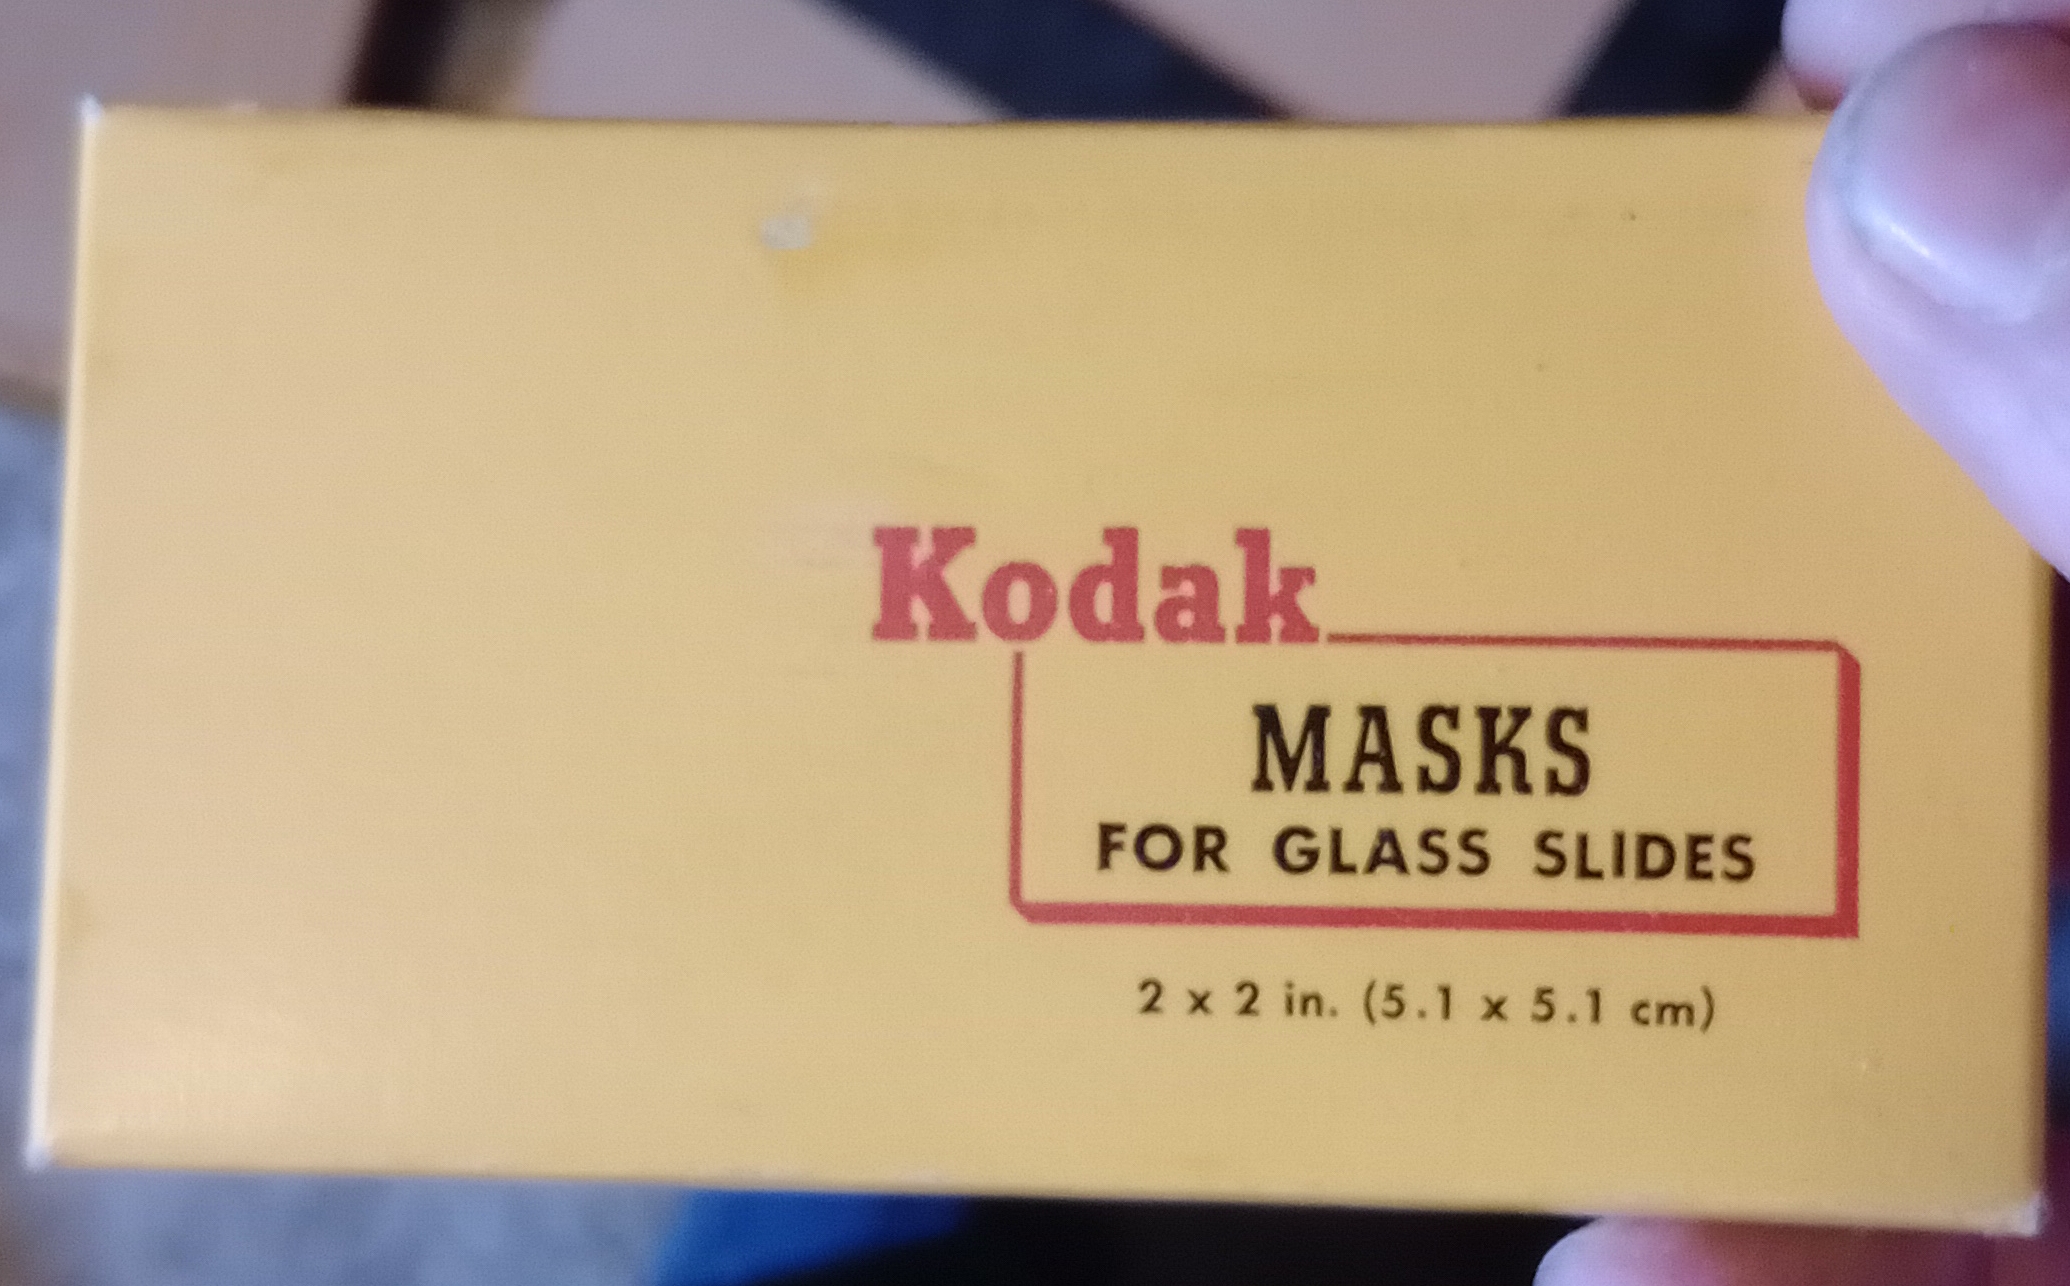 Kodak
MASKS
FOR GLASS SLIDES
2 x 2 in. (5.1 x 5.1 cm)